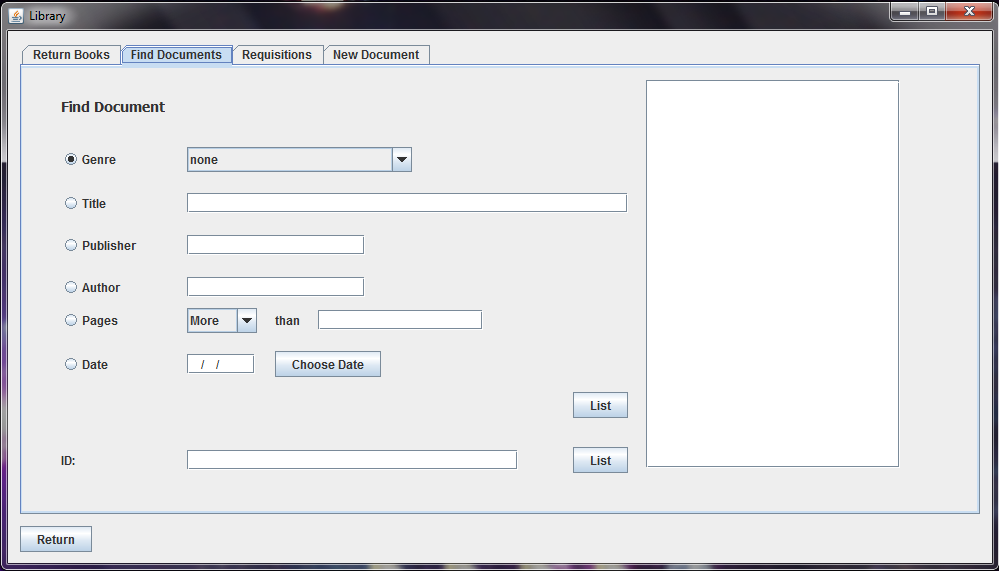 Library
Return Books Find Documents Requisitions New Document
Find Document
Genre none
Title
Publisher
Author
Pages More than
Date / / Choose Date
List
ID: List
Return